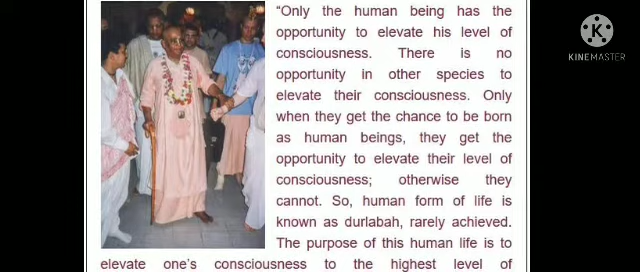 “Only the human being has the
opportunity to elevate his level of
consciousness. There is no
opportunity in other species to
elevate their consciousness. Only
when they get the chance to be born
as human beings, they get the
opportunity to elevate their level of
consciousness; otherwise they
cannot. So, human form of life is
known as durlabah, rarely achieved.
The purpose of this human life is to
elevate one’s consciousness to the highest level of
KINEMASTER